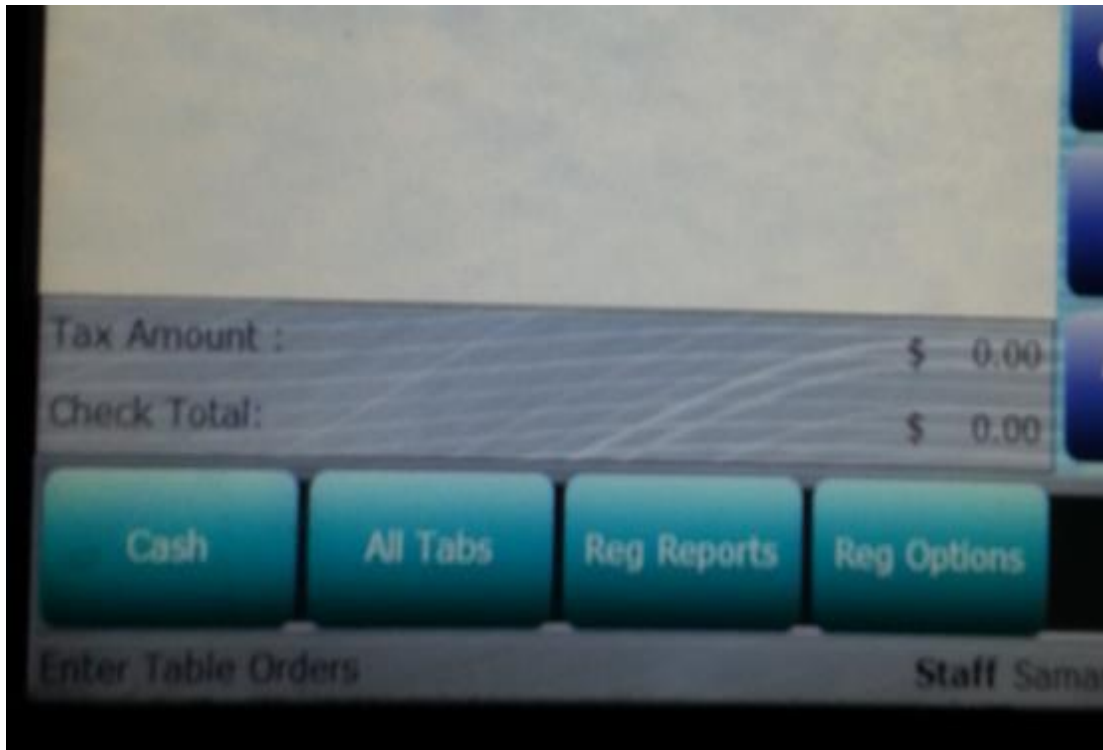 Tax Amount : $ 0.00
Check Total: $ 0.00
Cash All Tabs Reg Reports Reg Options
Enter Table Orders Staff